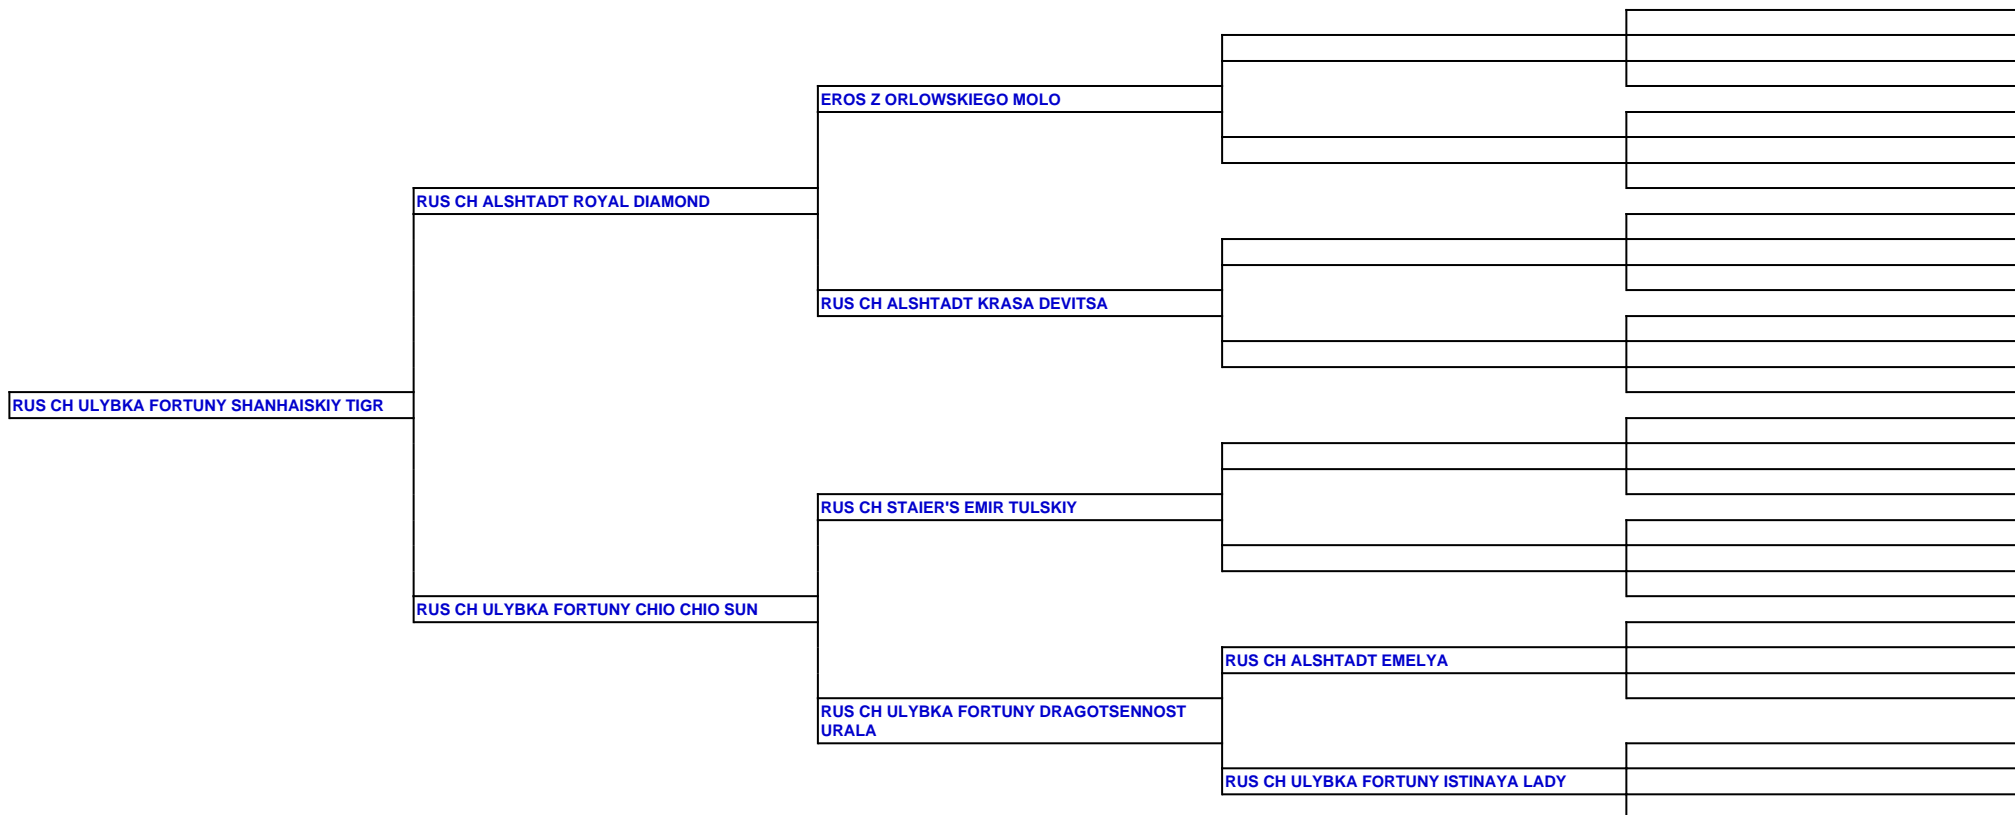 EROS Z ORLOWSKIEGO MOLO
RUS CH ALSHTADT ROYAL DIAMOND
RUS CH ALSHTADT KRASA DEVITSA
RUS CH ULYBKA FORTUNY SHANHAISKIY TIGR
RUS CH STAIER'S EMIR TULSKIY
RUS CH ULYBKA FORTUNY CHIO CHIO SUN
RUS CH ALSHTADT EMELYA
RUS CH ULYBKA FORTUNY DRAGOTSENNOST
URALA
RUS CH ULYBKA FORTUNY ISTINAYA LADY